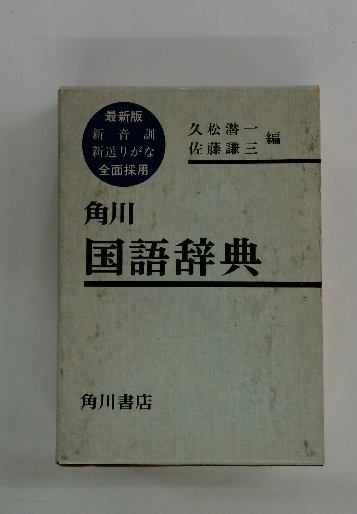 最新版
新音訓
新送りがな
全面採用
久松潜一
佐藤謙三
編
角川
国語辞典
角川書店